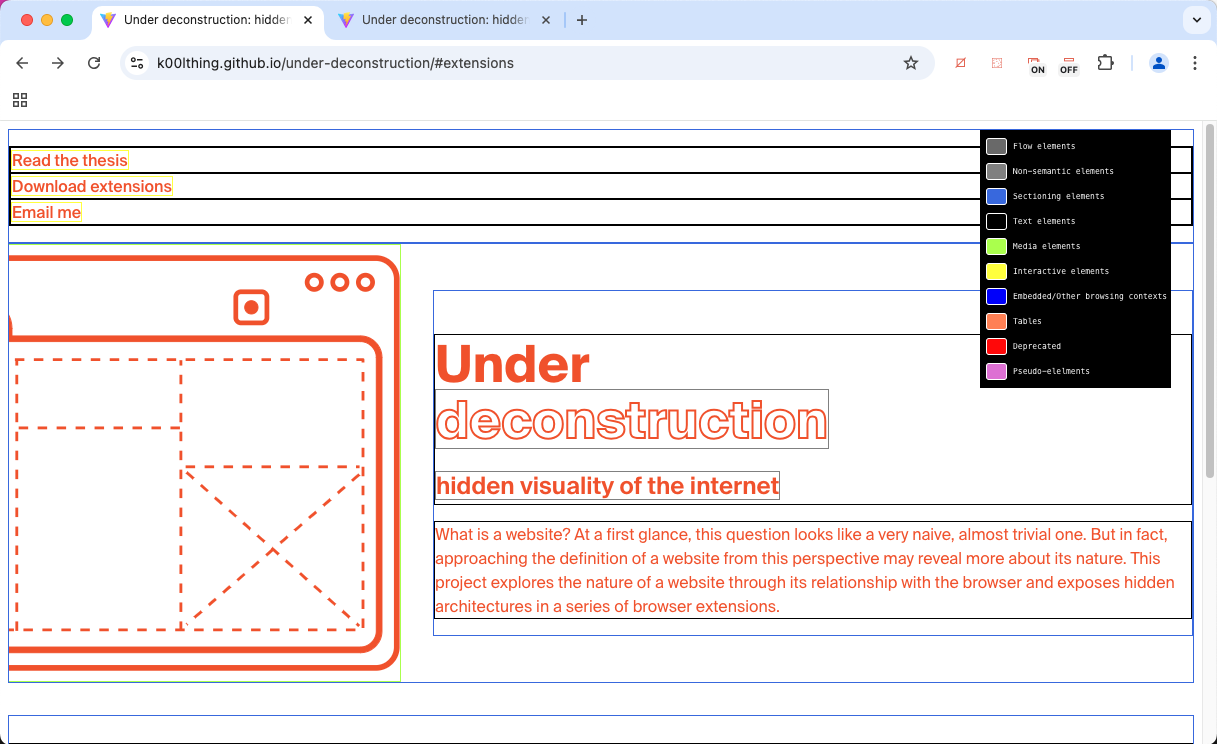 Under deconstruction: hidden
Under deconstruction: hidden
k00lthing.github.io/under-deconstruction/#extensions
ON
OFF
Read the thesis
Download extensions
Email me
Flow elements
Non-semantic elements
Sectioning elements
Text elements
Media elements
Interactive elements
Embedded/Other browsing contexts
Tables
Deprecated
Pseudo-elelments
Under
deconstruction
hidden visuality of the internet
What is a website? At a first glance, this question looks like a very naive, almost trivial one. But in fact,
approaching the definition of a website from this perspective may reveal more about its nature. This
project explores the nature of a website through its relationship with the browser and exposes hidden
architectures in a series of browser extensions.